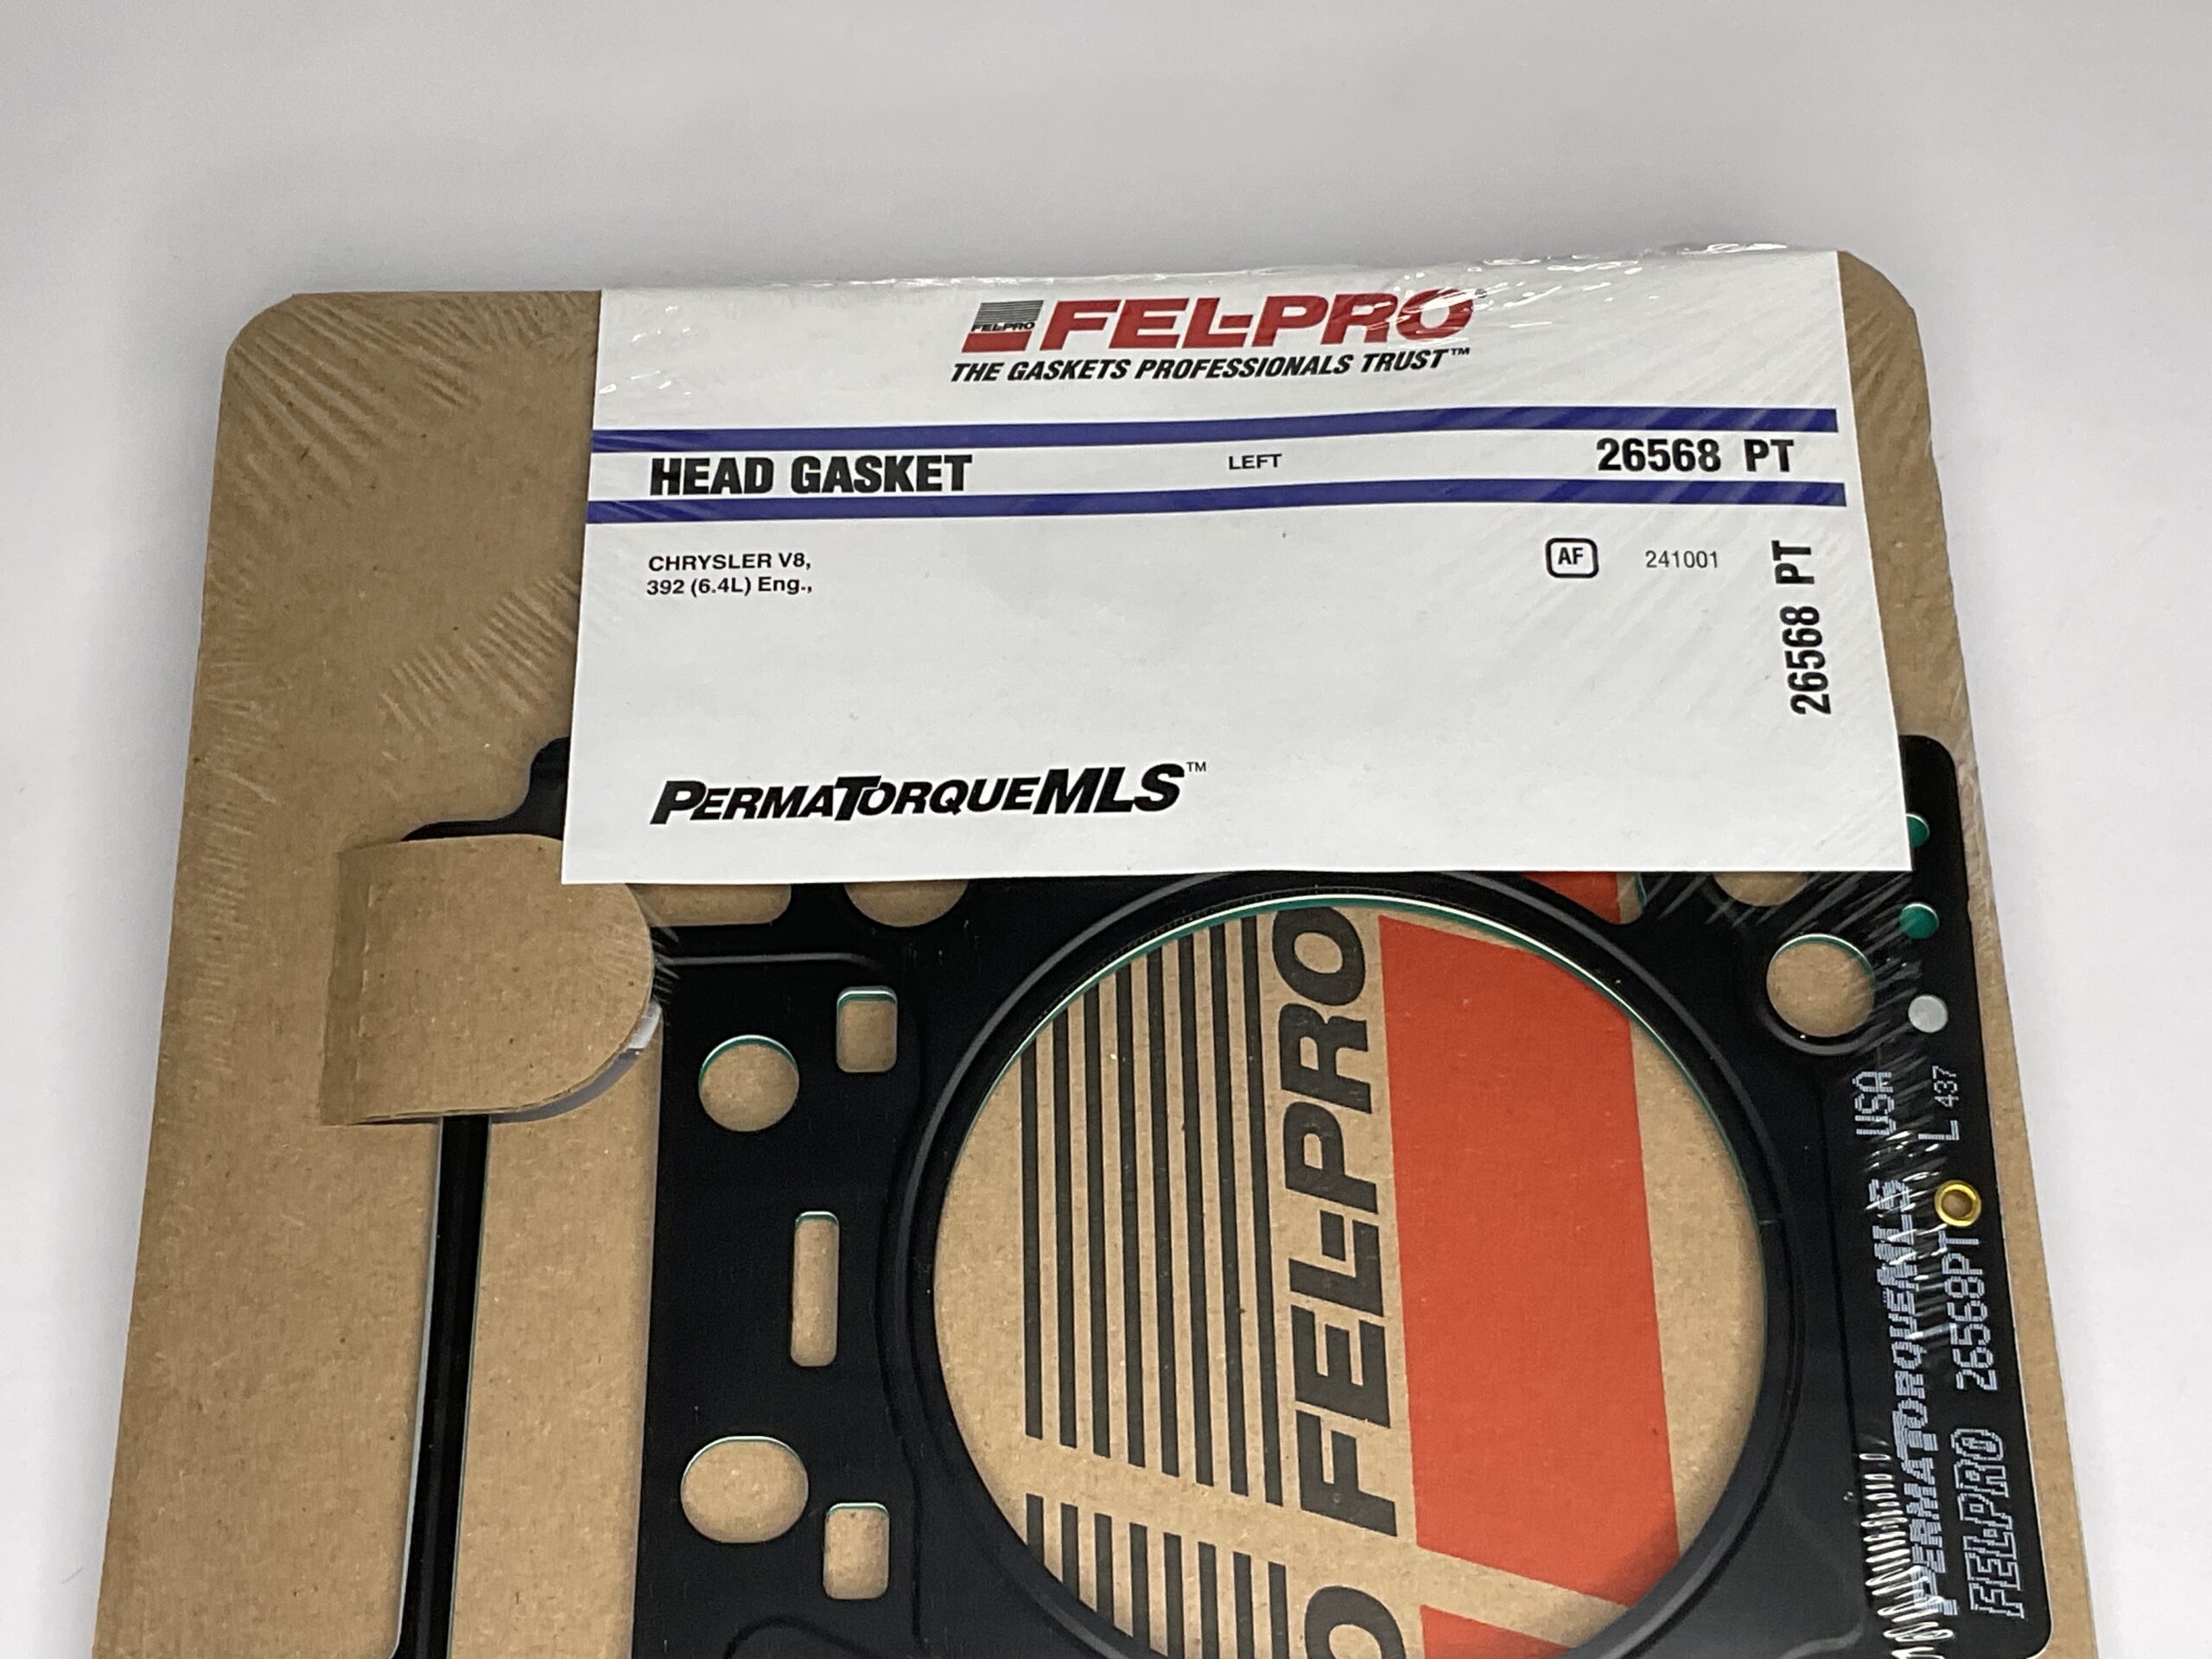 FEL-PRO FEL-PRO®
THE GASKETS PROFESSIONALS TRUST™
HEAD GASKET LEFT 26568 PT
CHRYSLER V8, AF 241001
392 (6.4L) Eng.,
26568 PT
PERMATORQUEMLS™
FEL-PRO
PERMATORQUEMLS USA
FEL-PRO 26568PT L 437